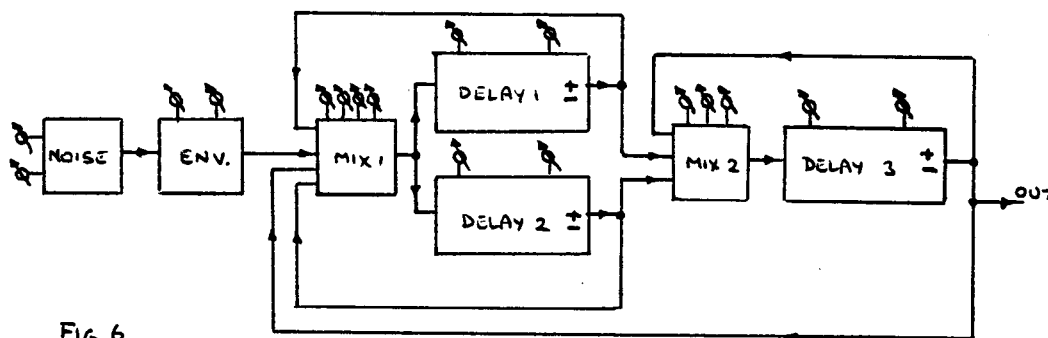 NOISE
ENV.
MIX 1
DELAY 1
±
DELAY 2
±
MIX 2
DELAY 3
±
OUT
FIG 6